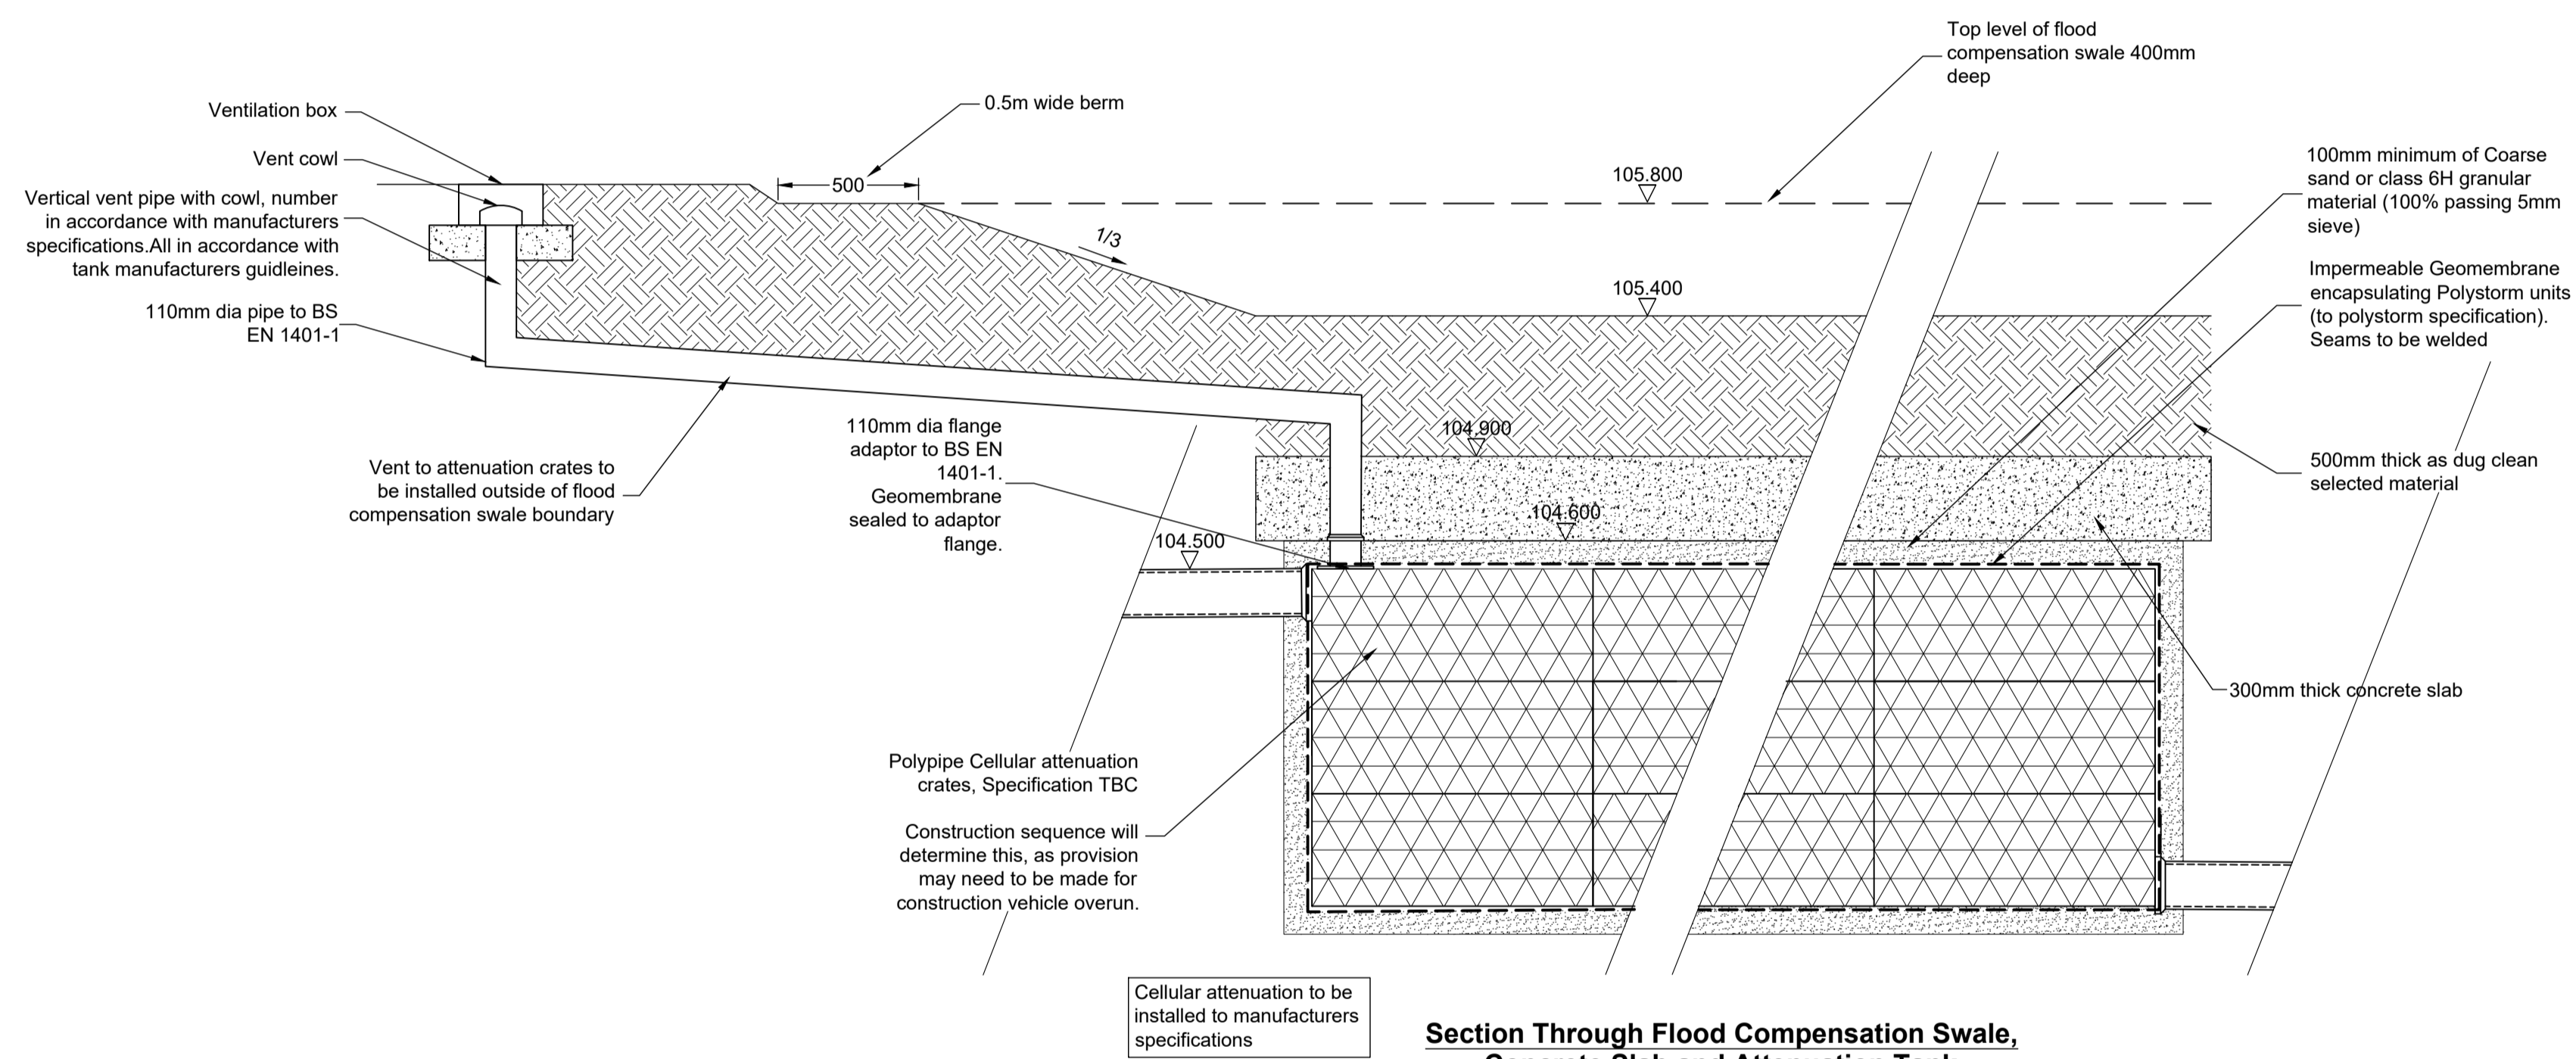 Top level of flood
compensation swale 400mm
deep
Ventilation box
0.5m wide berm
Vent cowl
Vertical vent pipe with cowl, number
in accordance with manufacturers
specifications.All in accordance with
tank manufacturers guidleines.
110mm dia pipe to BS
EN 1401-1
500
1/3
105.800
105.400
100mm minimum of Coarse
sand or class 6H granular
material (100% passing 5mm
sieve)
Impermeable Geomembrane
encapsulating Polystorm units
(to polystorm specification).
Seams to be welded
Vent to attenuation crates to
be installed outside of flood
compensation swale boundary
110mm dia flange
adaptor to BS EN
1401-1.
Geomembrane
sealed to adaptor
flange.
104.900
104.600
104.500
500mm thick as dug clean
selected material
300mm thick concrete slab
Polypipe Cellular attenuation
crates, Specification TBC
Construction sequence will
determine this, as provision
may need to be made for
construction vehicle overun.
Cellular attenuation to be
installed to manufacturers
specifications
Section Through Flood Compensation Swale,
Concrete Slab and Attenuation Tank